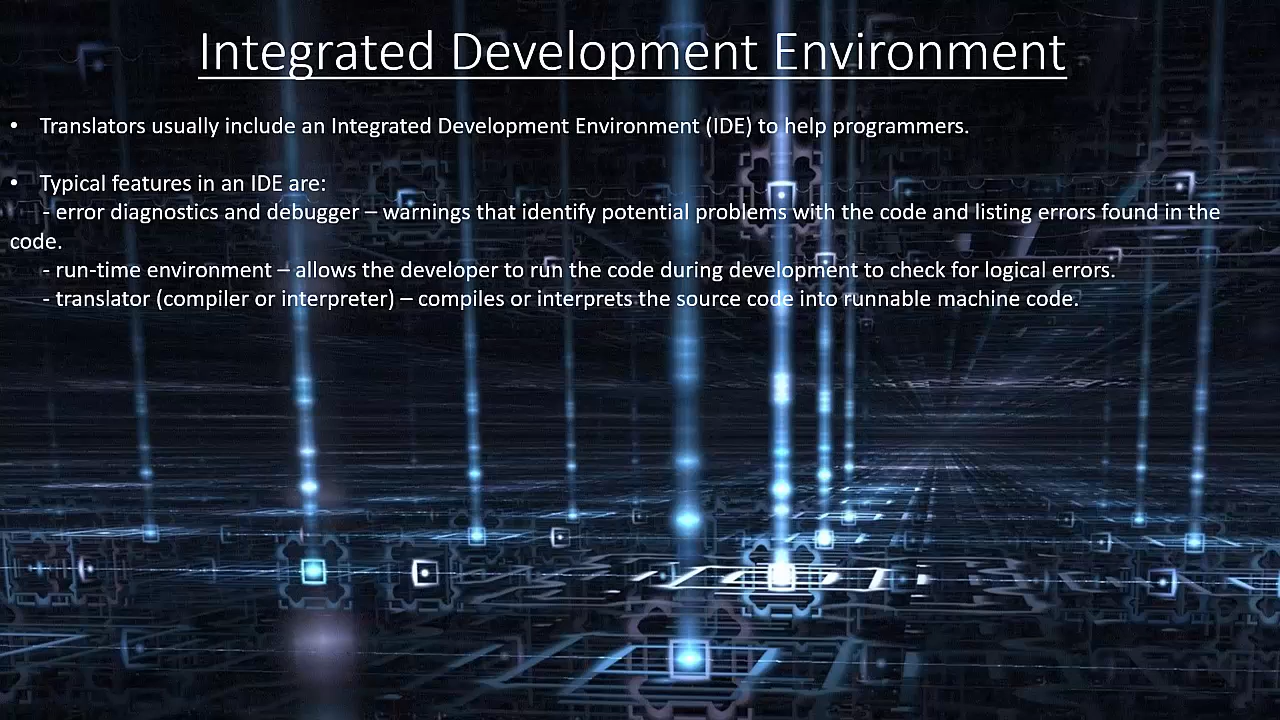 Integrated Development Environment
• Translators usually include an Integrated Development Environment (IDE) to help programmers.
• Typical features in an IDE are:
- error diagnostics and debugger – warnings that identify potential problems with the code and listing errors found in the
code.
- run-time environment – allows the developer to run the code during development to check for logical errors.
- translator (compiler or interpreter) – compiles or interprets the source code into runnable machine code.